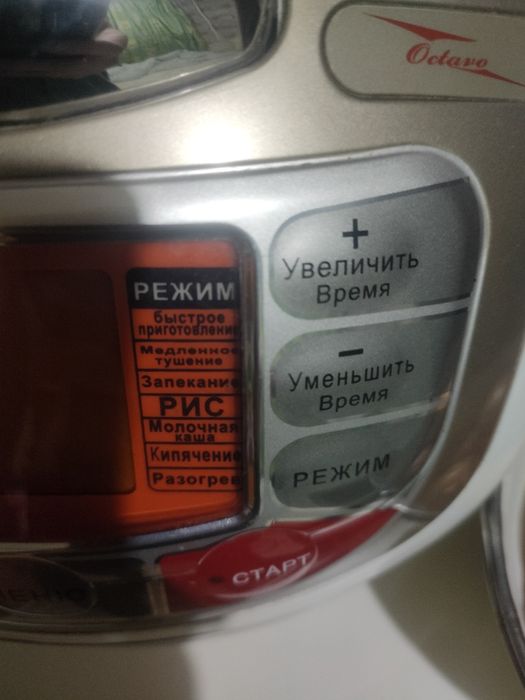 Octavo
+
Увеличить
Время
РЕЖИМ
быстрое
приготовление
Медленное
тушение
Запекание
РИС
Молочная
каша
Кипячение
Разогрев
−
Уменьшить
Время
РЕЖИМ
СТАРТ